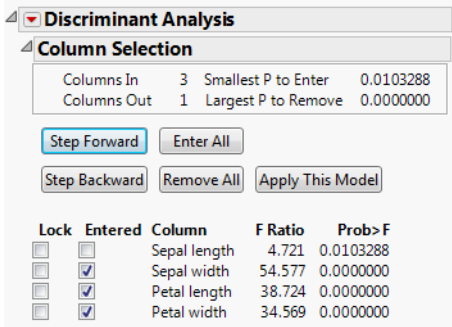 Discriminant Analysis
Column Selection
Columns In 3 Smallest P to Enter 0.0103288
Columns Out 1 Largest P to Remove 0.0000000
Step Forward Enter All
Step Backward Remove All Apply This Model
Lock Entered Column F Ratio Prob>F
Sepal length 4.721 0.0103288
Sepal width 54.577 0.0000000
Petal length 38.724 0.0000000
Petal width 34.569 0.0000000